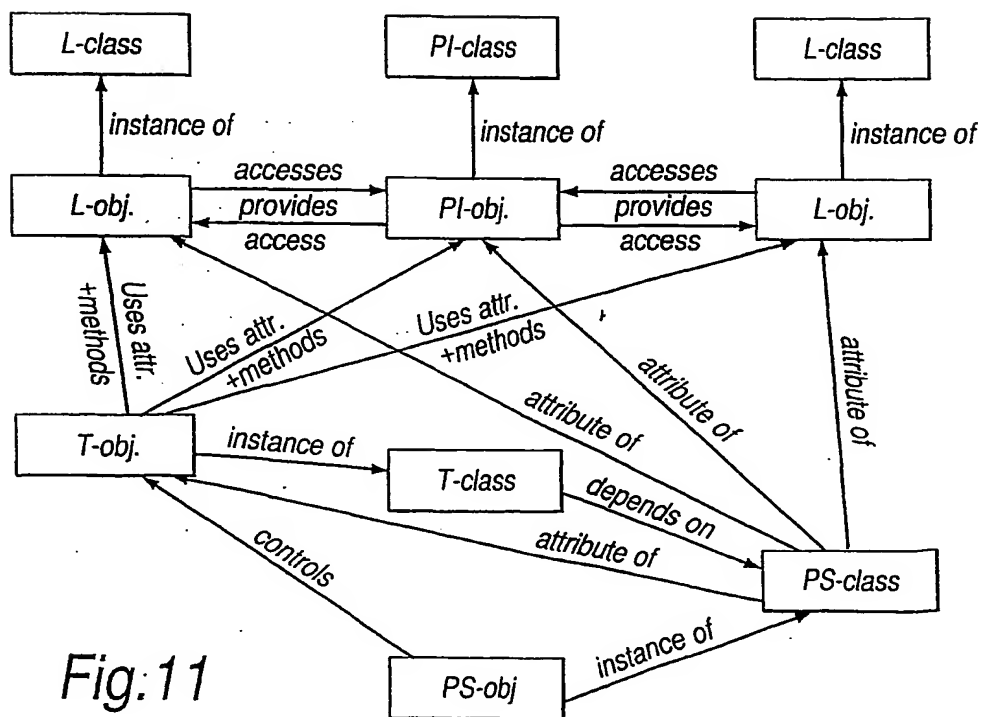 L-class
PI-class
L-class
instance of
instance of
instance of
accesses
accesses
L-obj.
provides
PI-obj.
provides
L-obj.
access
access
Uses attr.
+methods
Uses attr.
+methods
Uses attr.
+methods
attribute of
attribute of
attribute of
T-obj.
instance of
T-class
depends on
attribute of
controls
PS-class
instance of
PS-obj
Fig:11